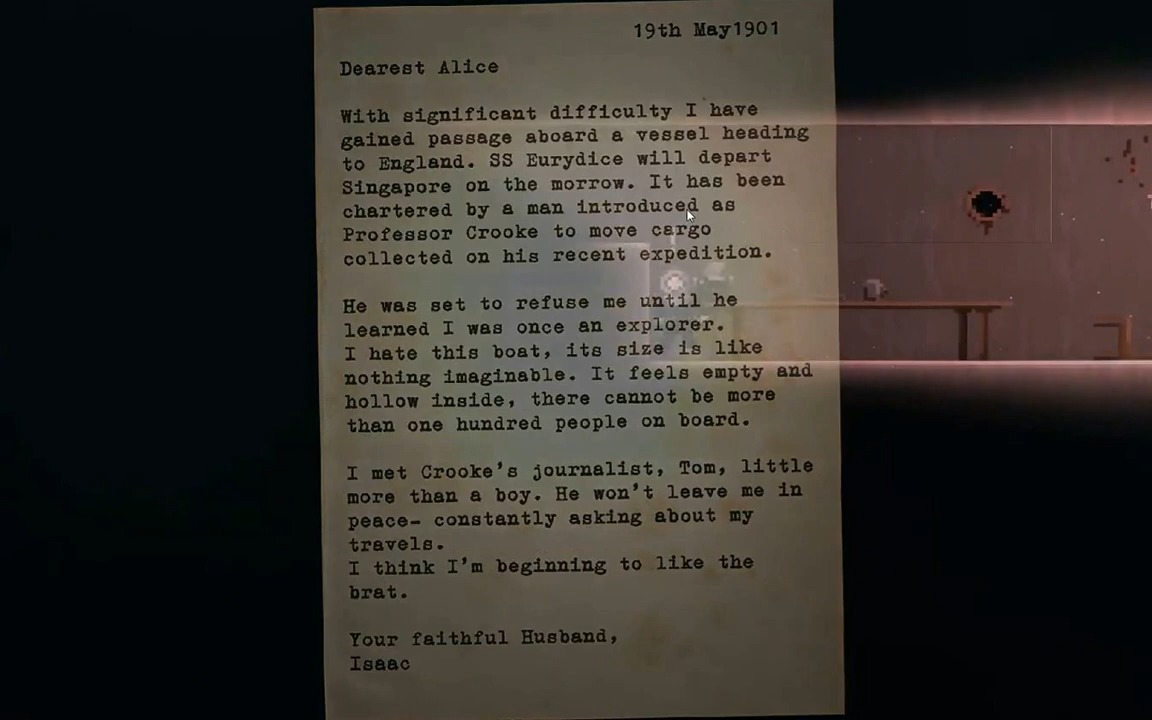 19th May1901
Dearest Alice
With significant difficulty I have
gained passage aboard a vessel heading
to England. SS Eurydice will depart
Singapore on the morrow. It has been
chartered by a man introduced as
Professor Crooke to move cargo
collected on his recent expedition.
He was set to refuse me until he
learned I was once an explorer.
I hate this boat, its size is like
nothing imaginable. It feels empty and
hollow inside, there cannot be more
than one hundred people on board.
I met Crooke's journalist, Tom, little
more than a boy. He won't leave me in
peace- constantly asking about my
travels.
I think I'm beginning to like the
brat.
Your faithful Husband,
Isaac